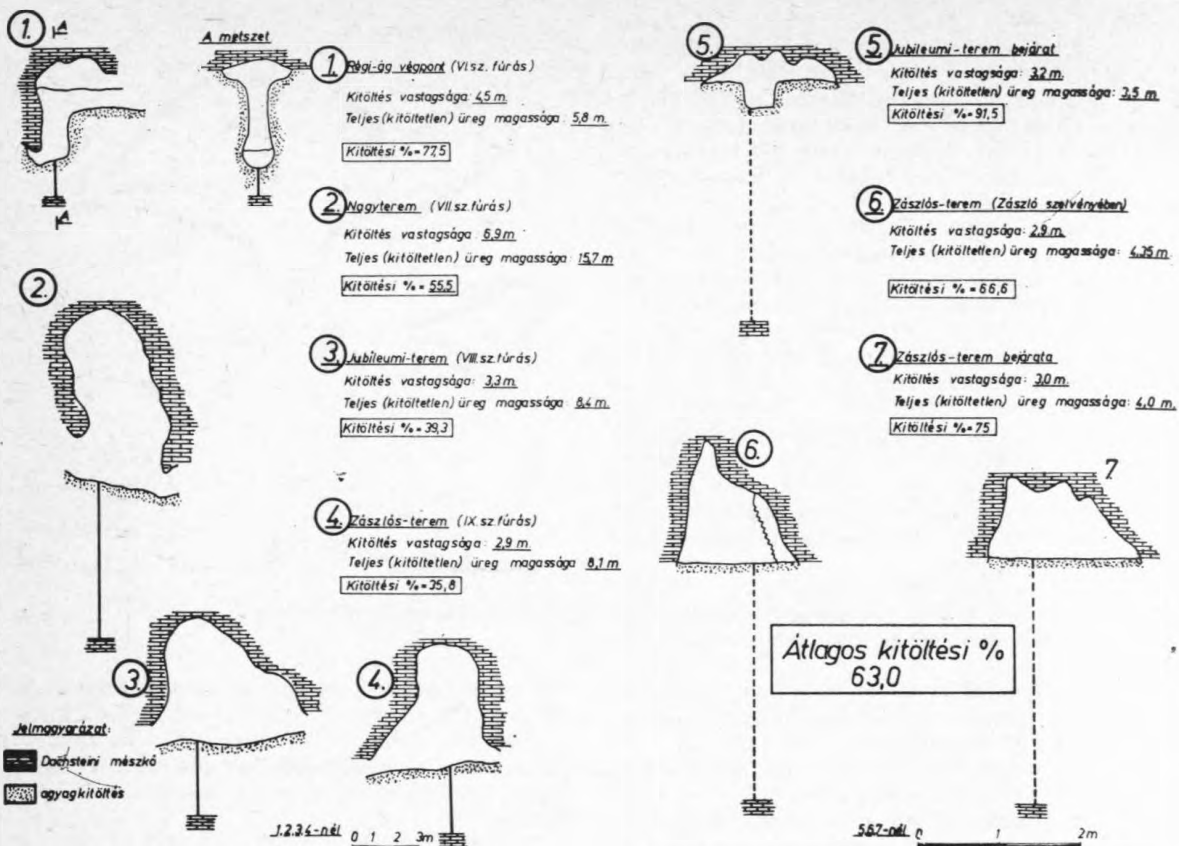 1.
A
A metszet
A
1. Régi-ág végpont (VI.sz. fúrás)
Kitöltés vastagsága: 4,5 m.
Teljes (kitöltetlen) üreg magassága: 5,8 m.
Kitöltési % = 77,5
2. Nagyterem (VII.sz.fúrás)
Kitöltés vastagsága: 6,9 m
Teljes (kitöltetlen) üreg magassága: 15,7 m
Kitöltési % = 55,5
3. Jubileumi-terem (VIII.sz.fúrás)
Kitöltés vastagsága: 3,3 m.
Teljes (kitöltetlen) üreg magassága: 8,4 m.
Kitöltési % = 39,3
4. Zászlós-terem (IX.sz.fúrás)
Kitöltés vastagsága: 2,9 m
Teljes (kitöltetlen) üreg magassága 8,1 m
Kitöltési % = 35,8
2.
3.
4.
Jelmagyarázat:
Dachsteini mészkő
agyagkitöltés
1,2,3,4-nél 0 1 2 3m
5.
5. Jubileumi-terem bejárat
Kitöltés vastagsága: 3,2 m.
Teljes (kitöltetlen) üreg magassága: 3,5 m
Kitöltési % = 91,5
6. Zászlós-terem (Zászló szelvényében)
Kitöltés vastagsága: 2,9 m.
Teljes (kitöltetlen) üreg magassága: 4,35 m
Kitöltési % = 66,6
7. Zászlós-terem bejárata
Kitöltés vastagsága: 3,0 m.
Teljes (kitöltetlen) üreg magassága: 4,0 m.
Kitöltési % = 75
6.
7.
Átlagos kitöltési %
63,0
5,6,7-nél 0 1 2m